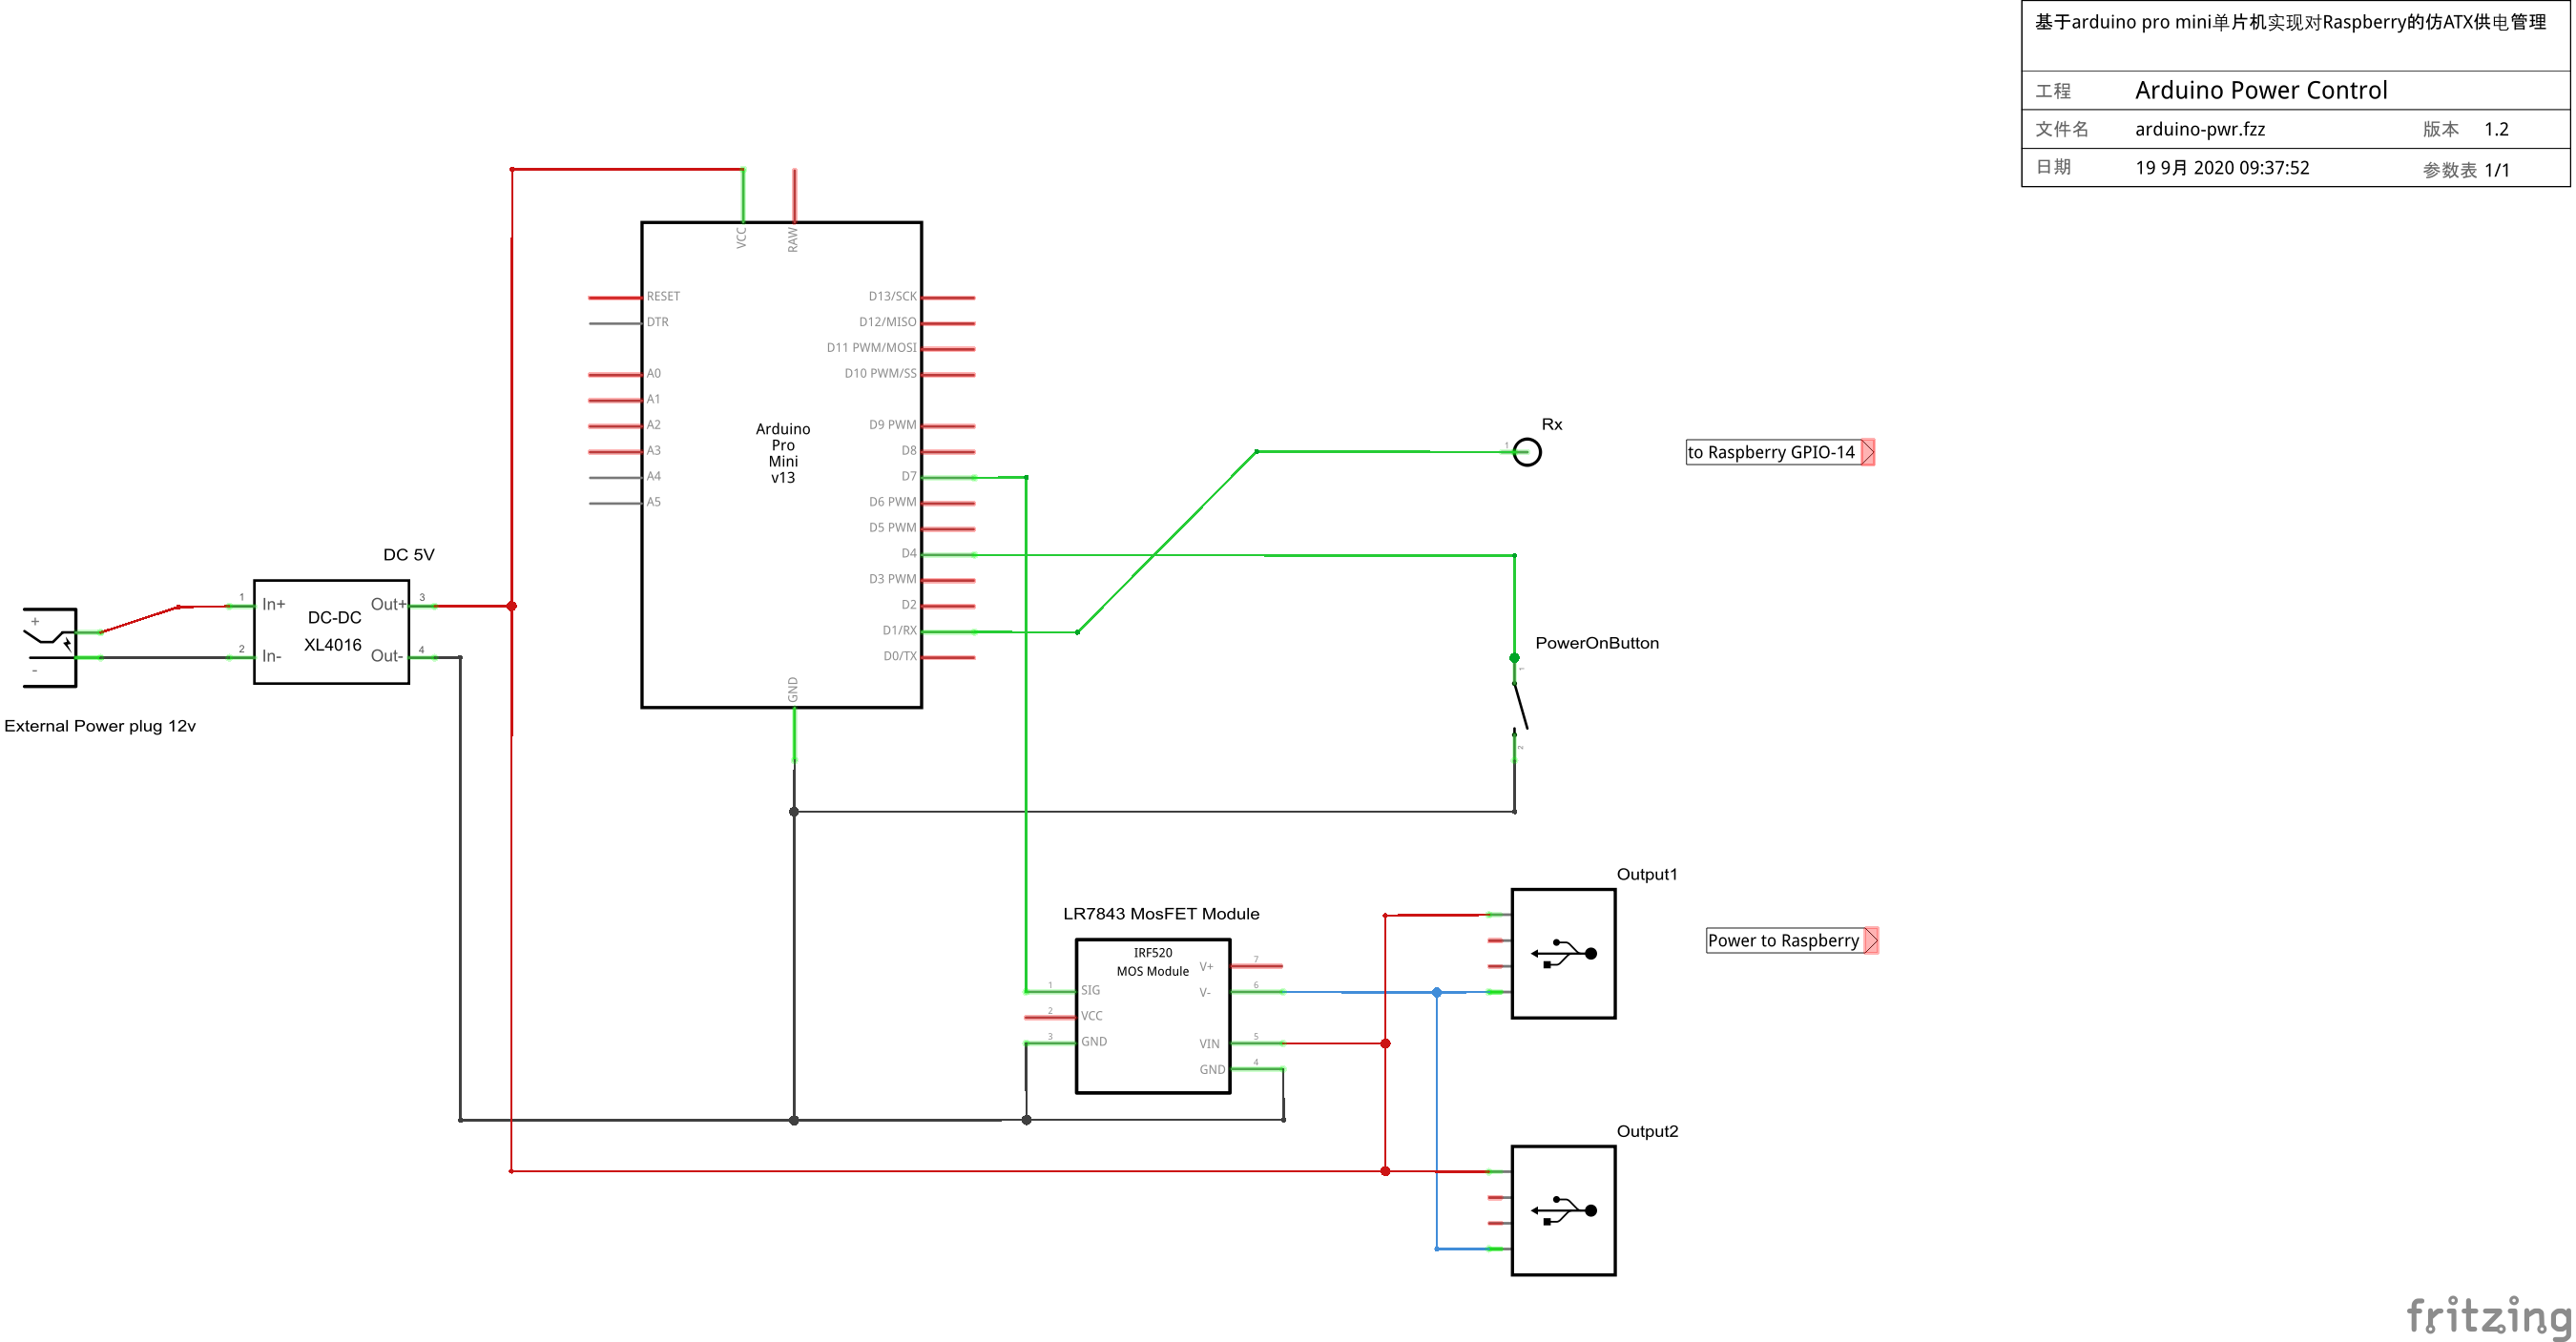 基于arduino pro mini单片机实现对Raspberry的仿ATX供电管理
工程 Arduino Power Control
文件名 arduino-pwr.fzz 版本 1.2
日期 19 9月 2020 09:37:52 参数表 1/1
VCC
RAW
RESET
DTR
A0
A1
A2
A3
A4
A5
Arduino
Pro
Mini
v13
D13/SCK
D12/MISO
D11 PWM/MOSI
D10 PWM/SS
D9 PWM
D8
D7
D6 PWM
D5 PWM
D4
D3 PWM
D2
D1/RX
D0/TX
GND
Rx
1
to Raspberry GPIO-14
DC 5V
+
-
1 In+
2 In-
DC-DC
XL4016
Out+ 3
Out- 4
External Power plug 12v
PowerOnButton
1
2
Output1
LR7843 MosFET Module
IRF520
MOS Module
1 SIG
2 VCC
3 GND
V+ 7
V- 6
VIN 5
GND 4
Power to Raspberry
Output2
fritzing